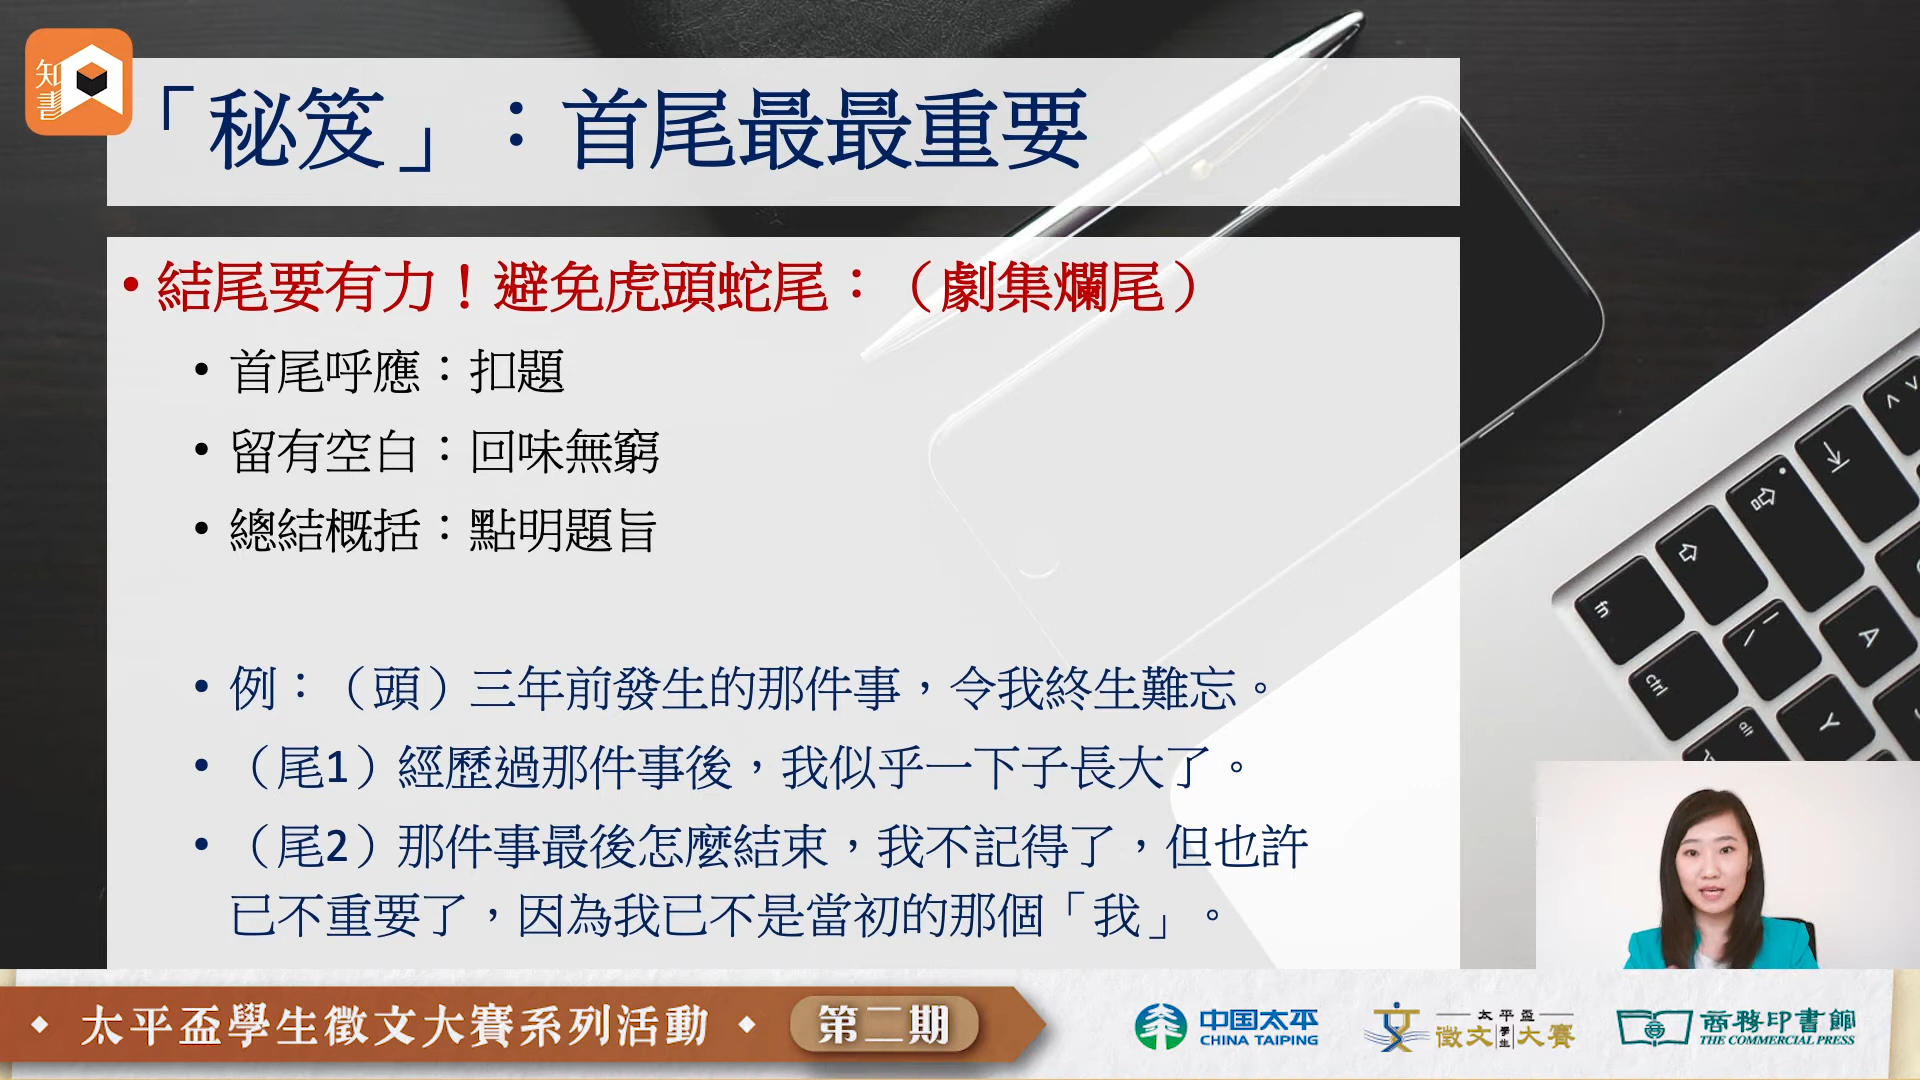 知書
「秘笈」：首尾最最重要
• 結尾要有力！避免虎頭蛇尾：（劇集爛尾）
• 首尾呼應：扣題
• 留有空白：回味無窮
• 總結概括：點明題旨
• 例：（頭）三年前發生的那件事，令我終生難忘。
• （尾1）經歷過那件事後，我似乎一下子長大了。
• （尾2）那件事最後怎麼結束，我不記得了，但也許
已不重要了，因為我已不是當初的那個「我」。
fn
ctrl
alt
A
Y
太平盃學生徵文大賽系列活動
第二期
中国太平
CHINA TAIPING
太平盃
徵文學生大賽
商務印書館
THE COMMERCIAL PRESS